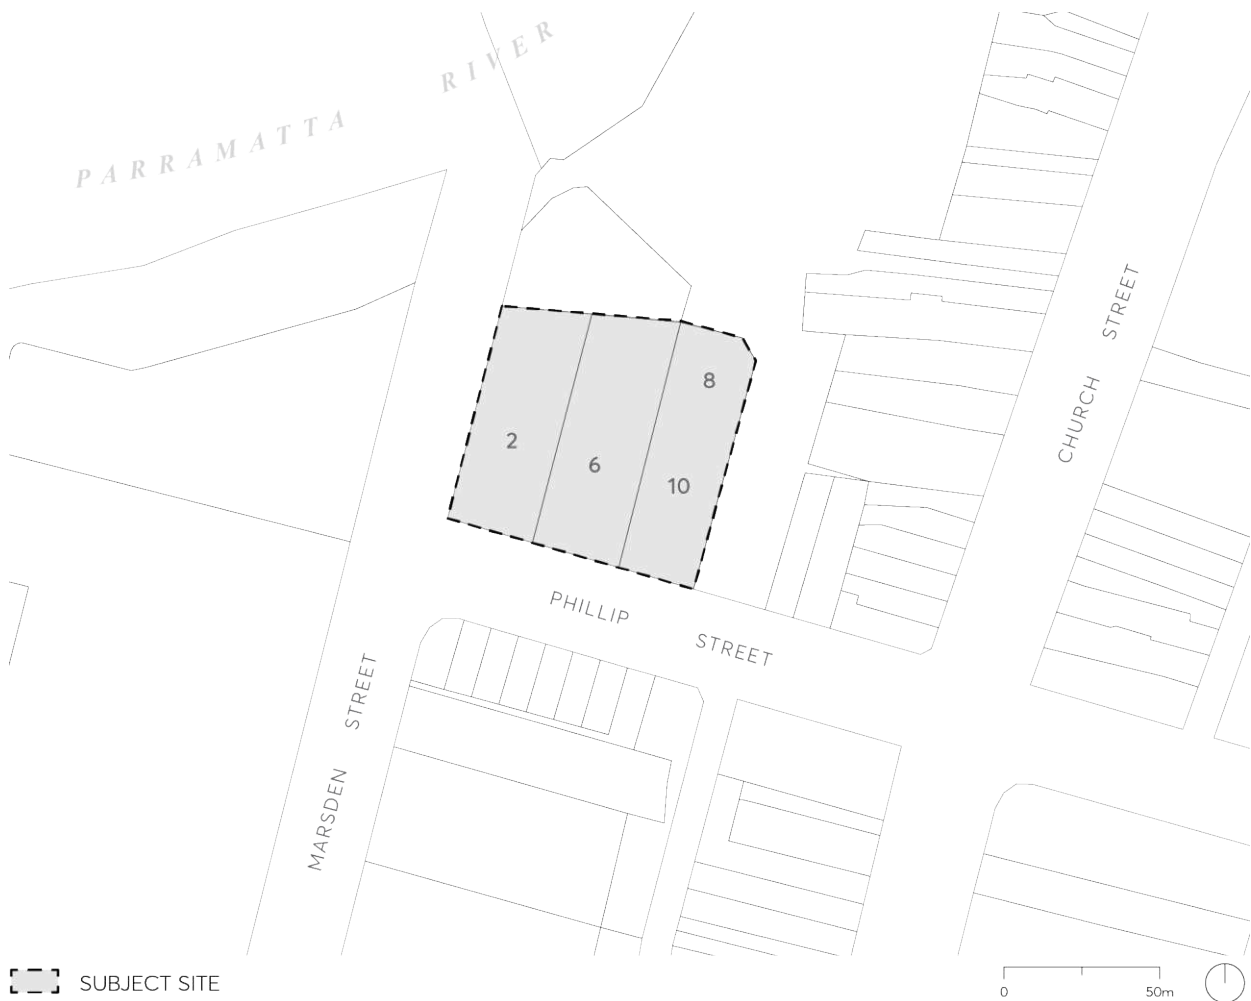 PARRAMATTA RIVER
CHURCH STREET
8
2
6
10
PHILLIP STREET
MARSDEN STREET
SUBJECT SITE
0 50m